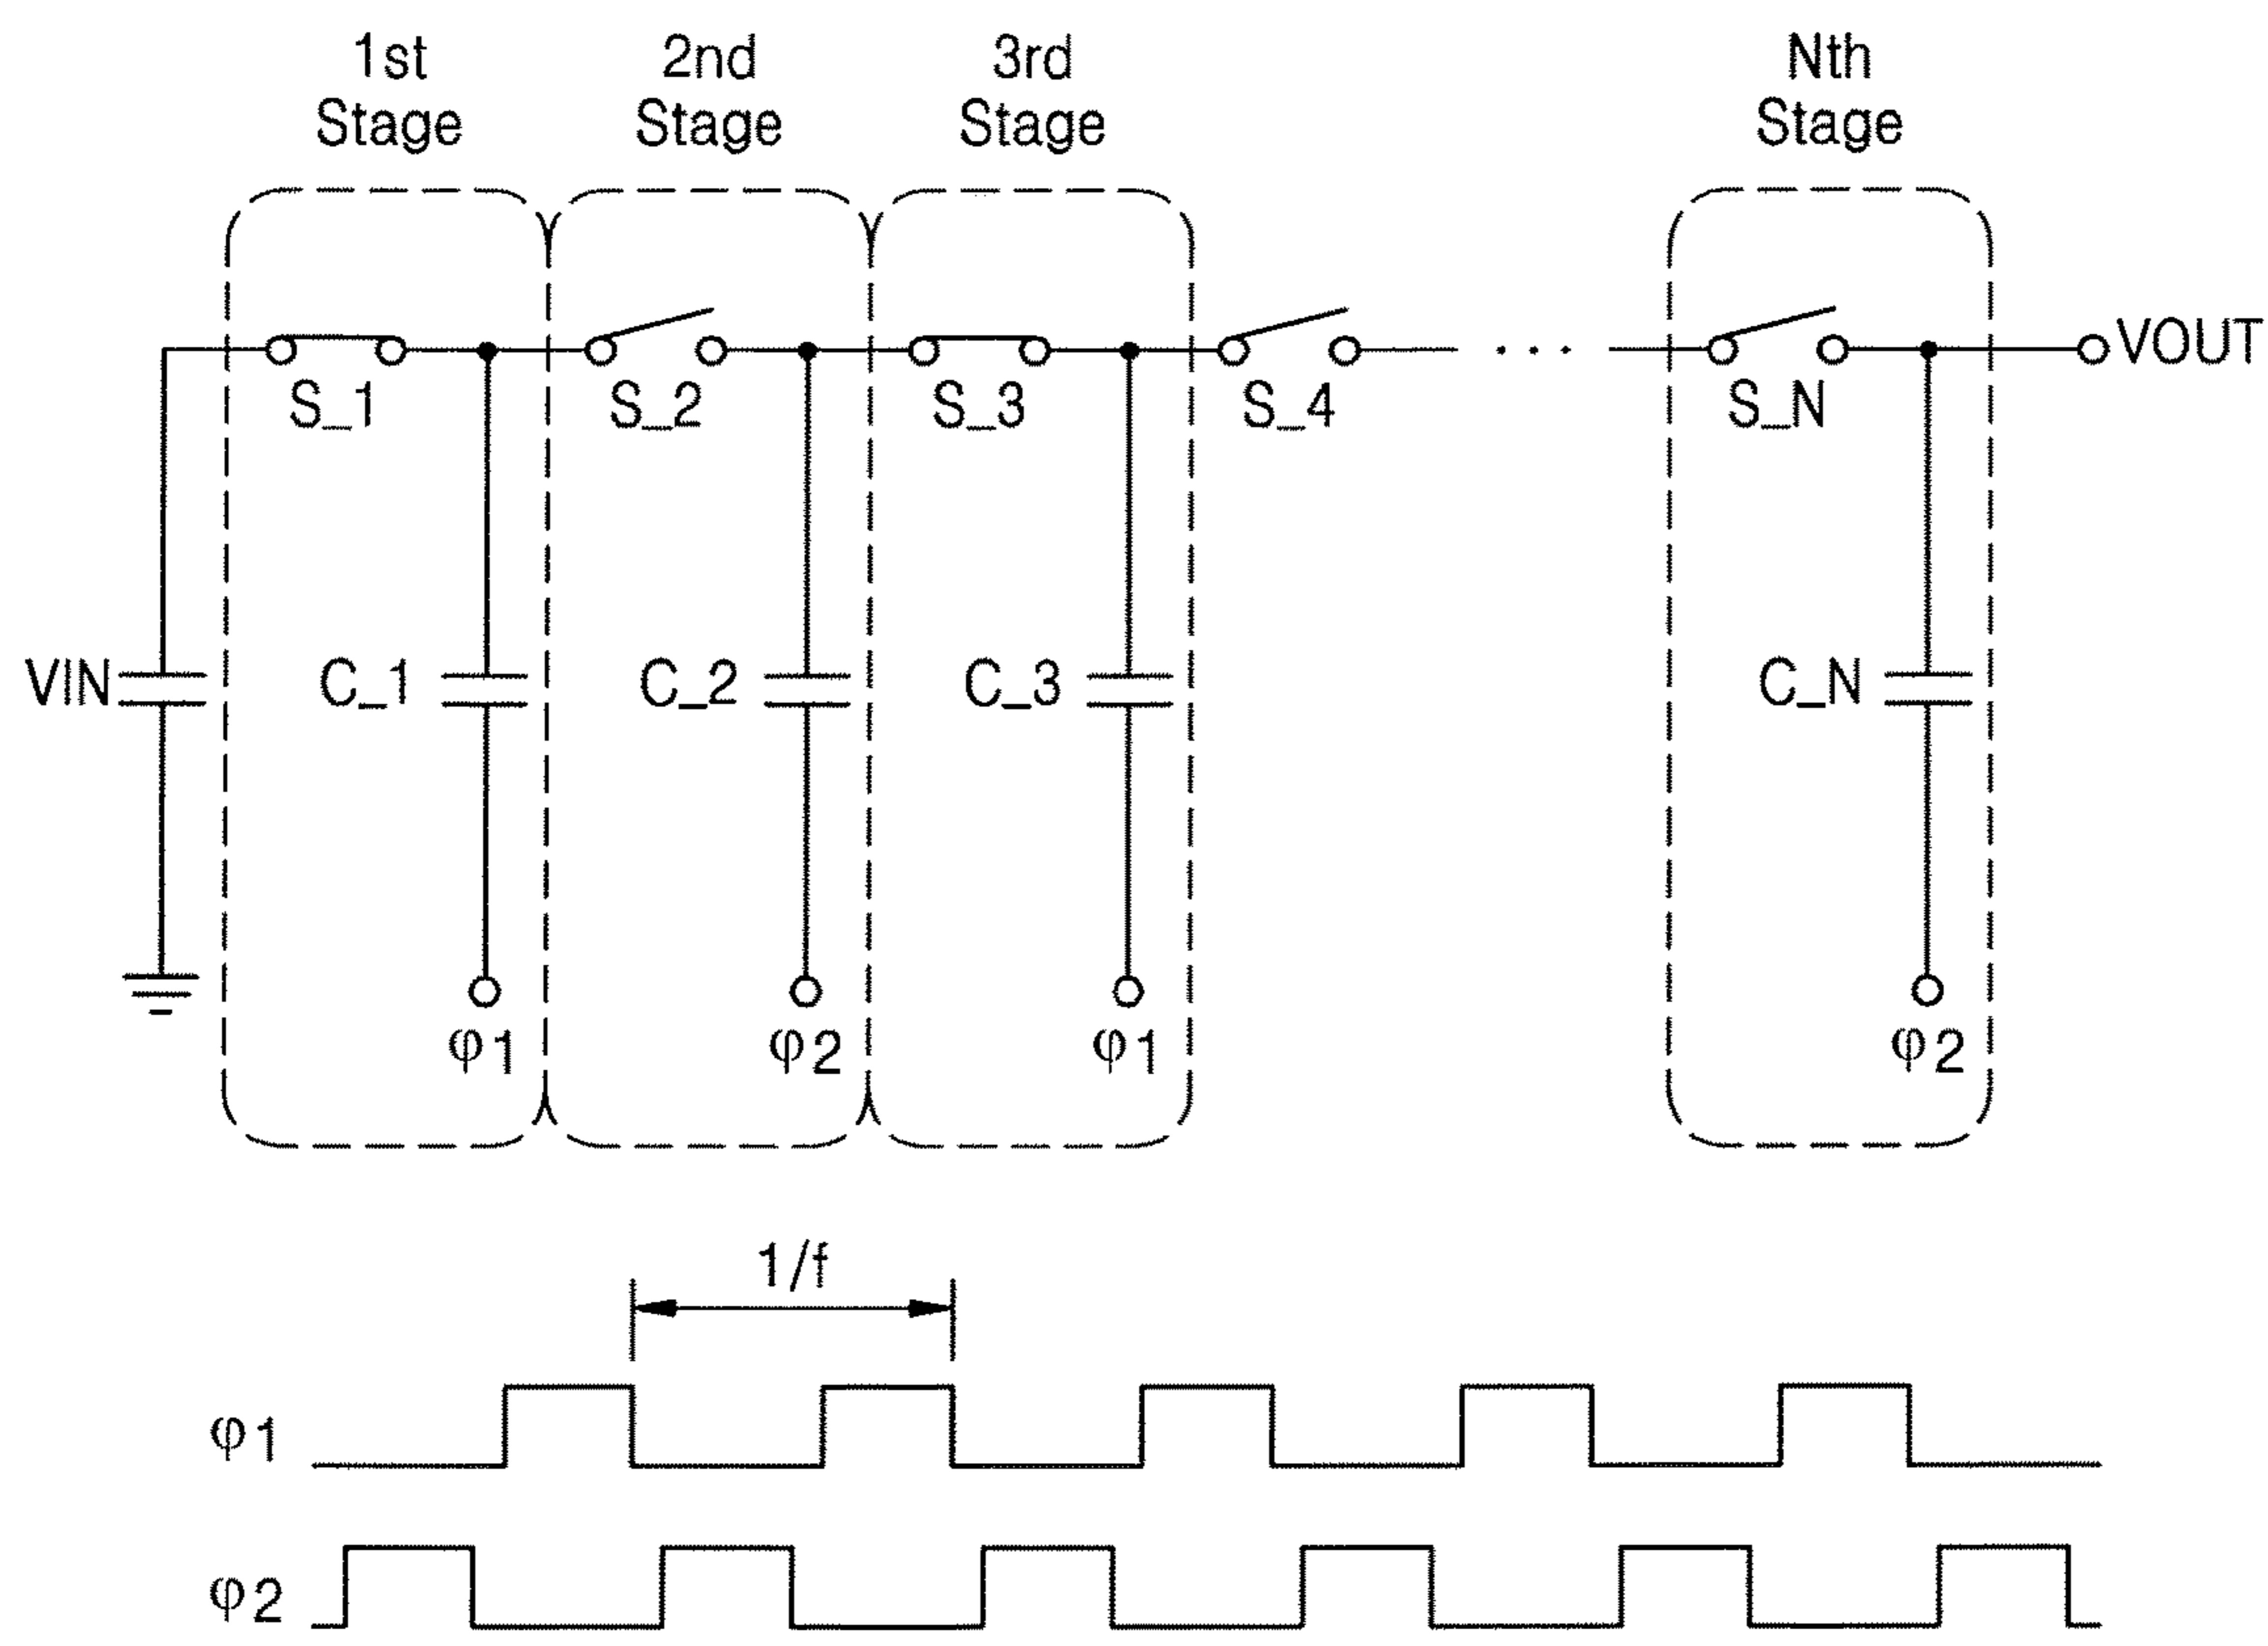 1st Stage
2nd Stage
3rd Stage
Nth Stage
S_1
S_2
S_3
S_4
...
S_N
VOUT
VIN
C_1
C_2
C_3
C_N
φ1
φ2
φ1
φ2
1/f
φ1
φ2